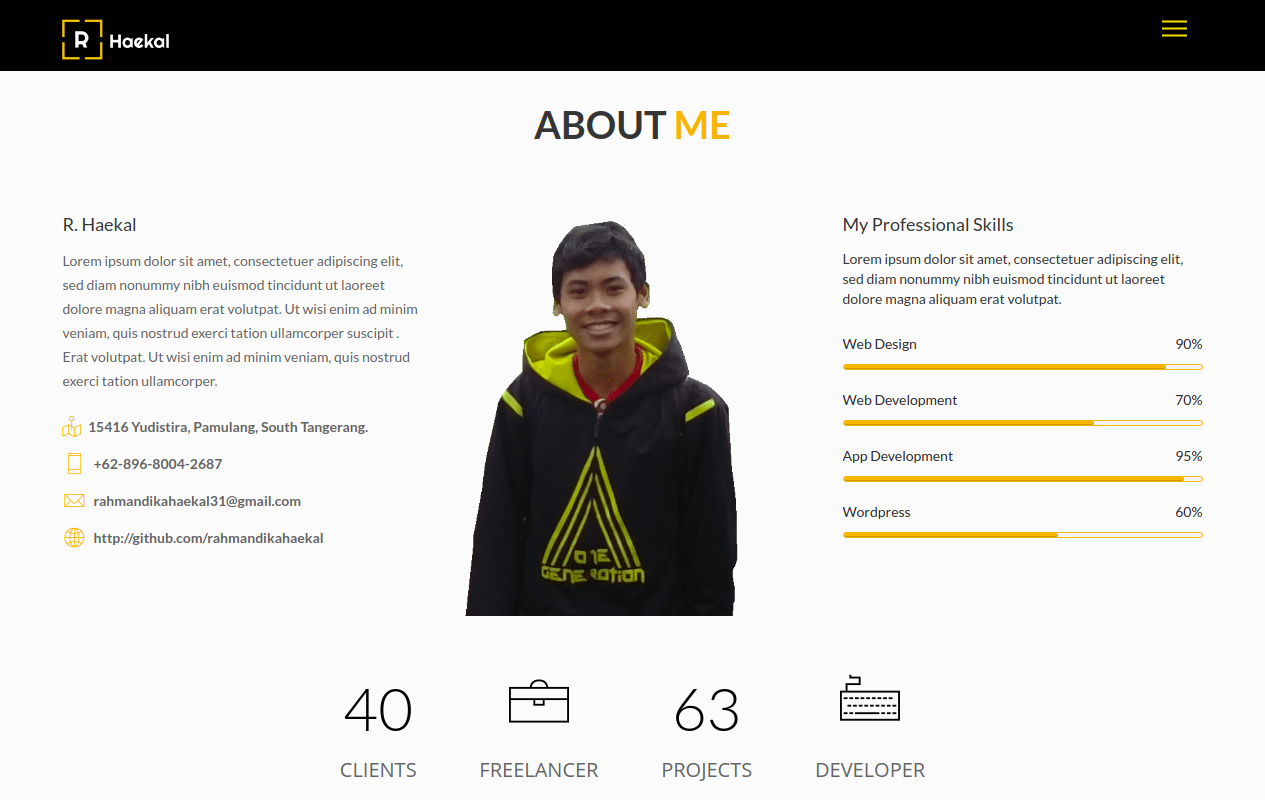 R Haekal
ABOUT ME
R. Haekal
Lorem ipsum dolor sit amet, consectetuer adipiscing elit,
sed diam nonummy nibh euismod tincidunt ut laoreet
dolore magna aliquam erat volutpat. Ut wisi enim ad minim
veniam, quis nostrud exerci tation ullamcorper suscipit .
Erat volutpat. Ut wisi enim ad minim veniam, quis nostrud
exerci tation ullamcorper.
15416 Yudistira, Pamulang, South Tangerang.
+62-896-8004-2687
rahmandikahaekal31@gmail.com
http://github.com/rahmandikahaekal
ONE
GENERATION
My Professional Skills
Lorem ipsum dolor sit amet, consectetuer adipiscing elit,
sed diam nonummy nibh euismod tincidunt ut laoreet
dolore magna aliquam erat volutpat.
Web Design 90%
Web Development 70%
App Development 95%
Wordpress 60%
40 63
CLIENTS FREELANCER PROJECTS DEVELOPER